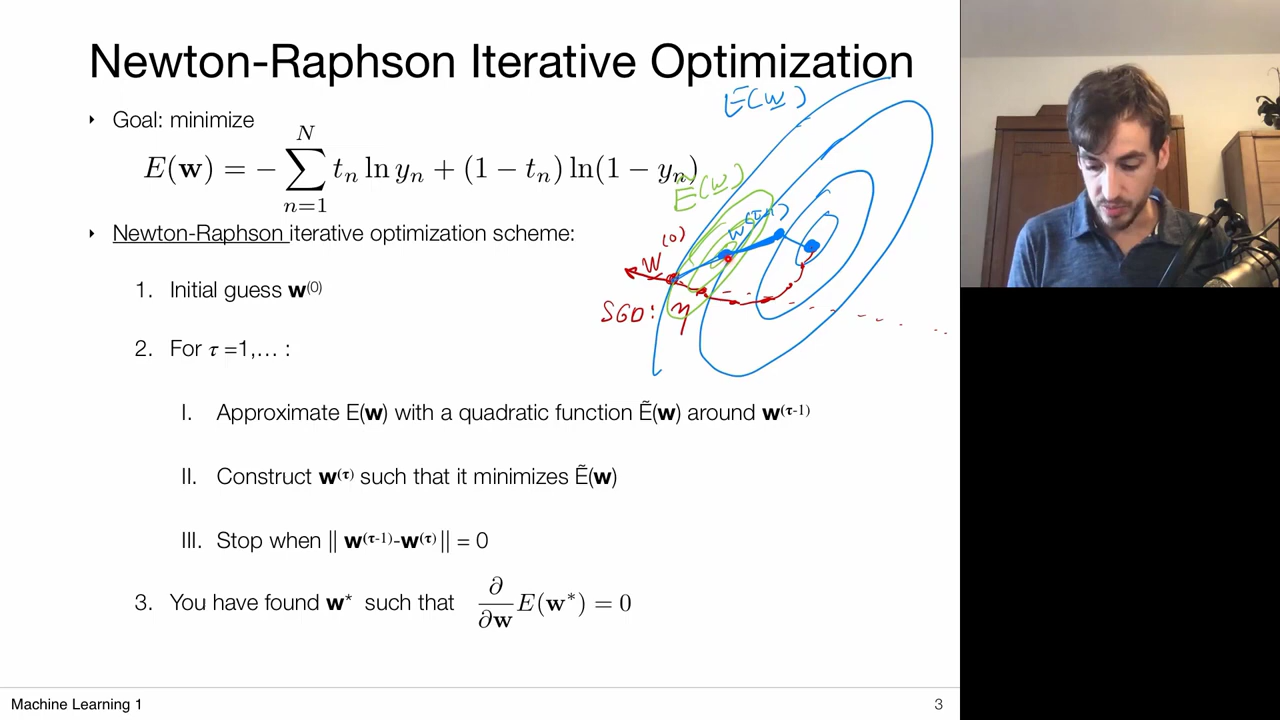 Newton-Raphson Iterative Optimization
E(w)
‣ Goal: minimize
E(w) = − ∑_{n=1}^{N} t_n ln y_n + (1 − t_n) ln(1 − y_n)
Ẽ(w)
‣ Newton-Raphson iterative optimization scheme:
w^(0)
1. Initial guess w^(0)
SGD: η
2. For τ =1,… :
I. Approximate E(w) with a quadratic function Ẽ(w) around w^(τ-1)
II. Construct w^(τ) such that it minimizes Ẽ(w)
III. Stop when || w^(τ-1)-w^(τ) || = 0
3. You have found w* such that ∂/∂w E(w*) = 0
Machine Learning 1
3